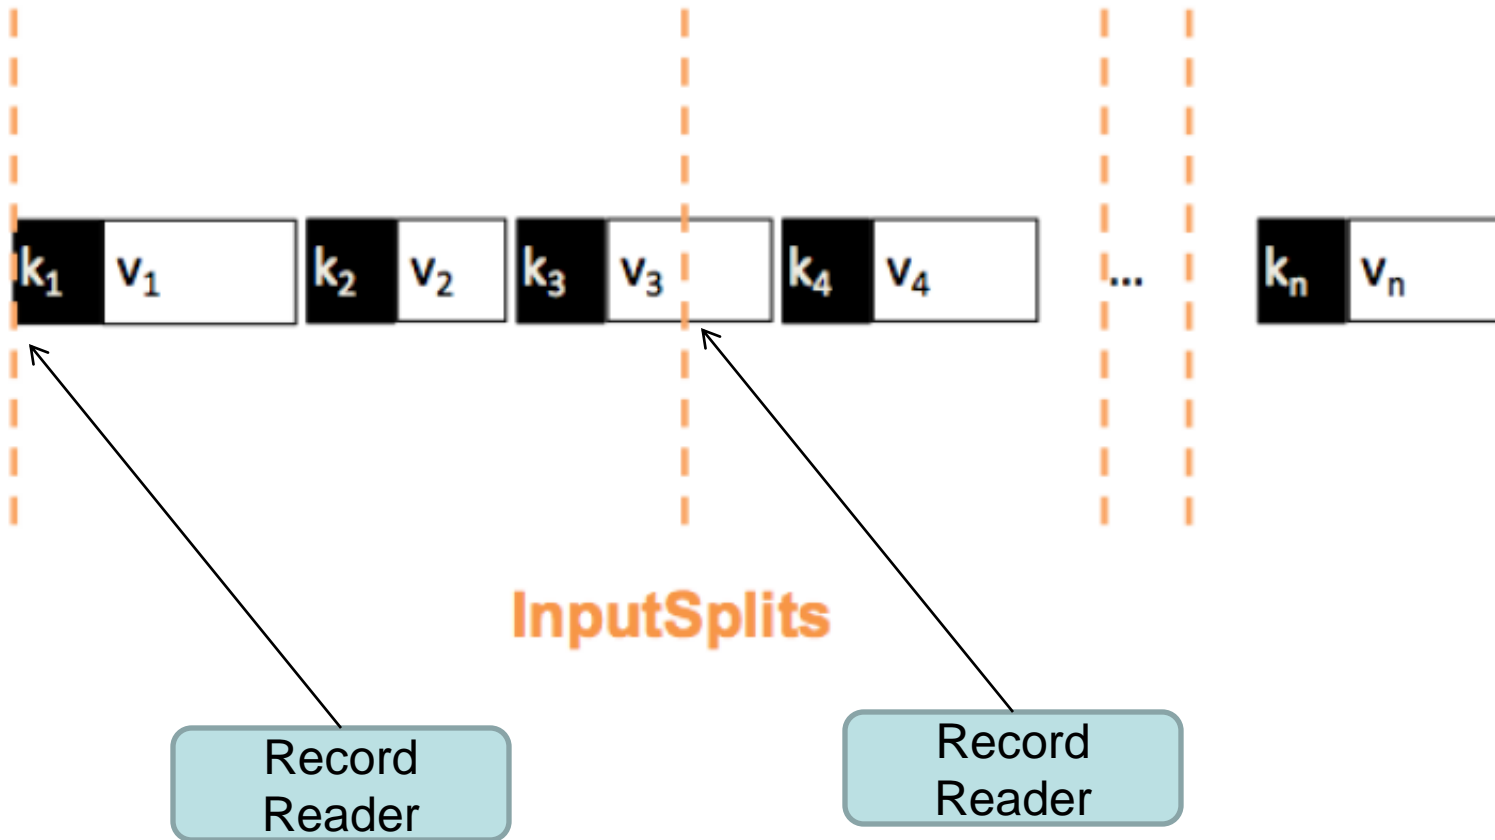 k₁ v₁ k₂ v₂ k₃ v₃ k₄ v₄ ... kₙ vₙ
InputSplits
Record
Reader
Record
Reader